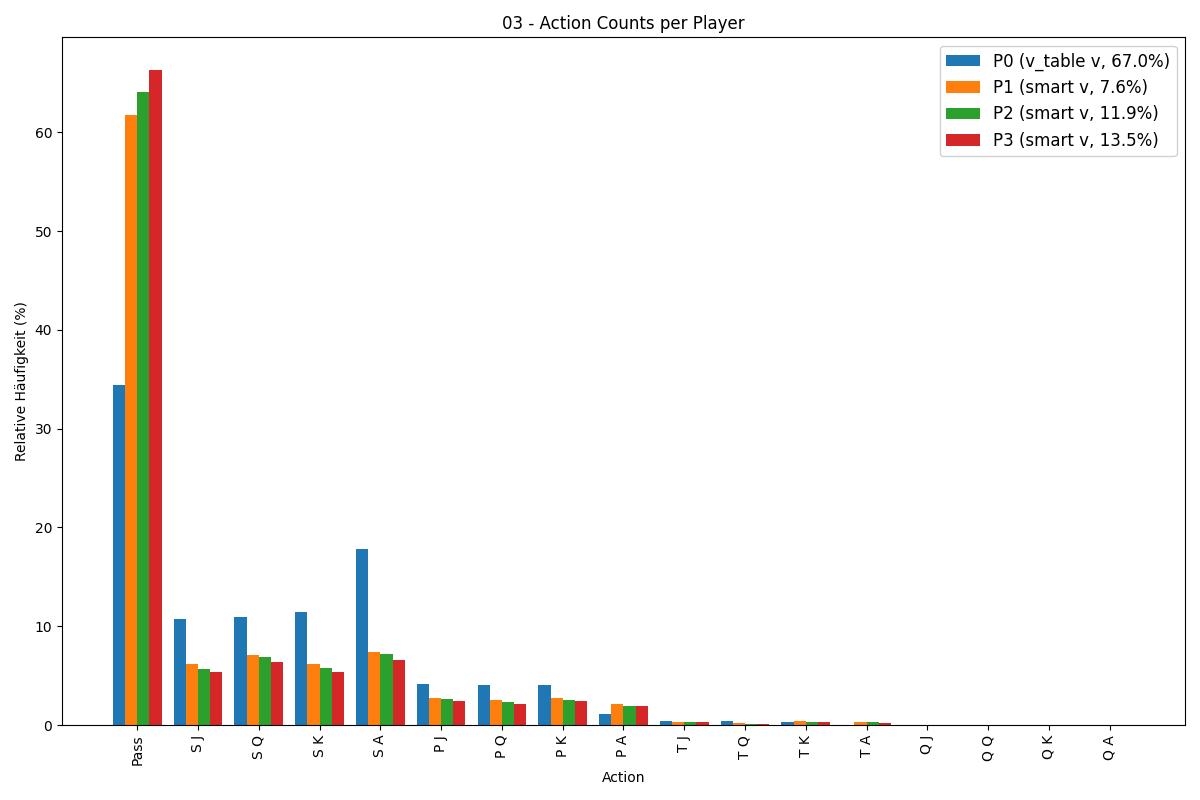 03 - Action Counts per Player
P0 (v_table v, 67.0%)
P1 (smart v, 7.6%)
P2 (smart v, 11.9%)
P3 (smart v, 13.5%)
Relative Häufigkeit (%)
60
50
40
30
20
10
0
Pass
S J
S Q
S K
S A
P J
P Q
P K
P A
T J
T Q
T K
T A
Q J
Q Q
Q K
Q A
Action